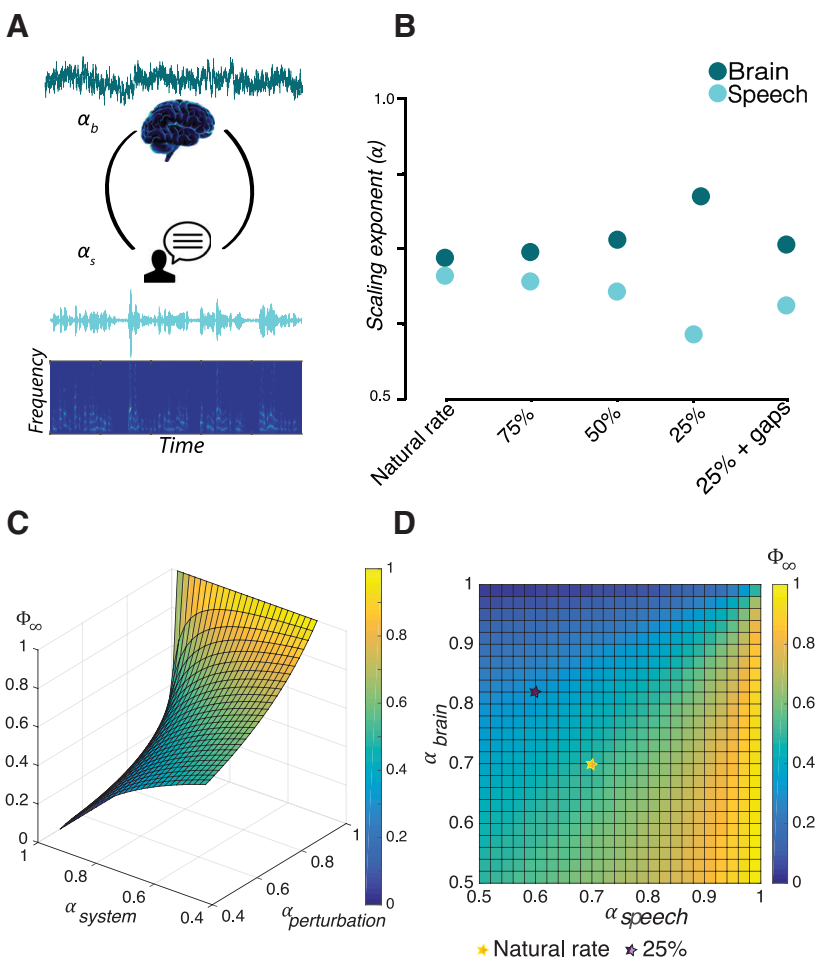 A
α_b
α_s
Frequency
Time
B
Brain
Speech
1.0
Scaling exponent (α)
0.5
Natural rate
75%
50%
25%
25% + gaps
C
Φ∞
1
0.8
0.6
0.4
0.2
0
1
0.8
0.6
0.4
α_system
0.4
0.6
0.8
1
α_perturbation
1
0.8
0.6
0.4
0.2
0
D
Φ∞
1
0.9
0.8
0.7
0.6
0.5
α_brain
0.5
0.6
0.7
0.8
0.9
1
α_speech
1
0.8
0.6
0.4
0.2
0
Natural rate 25%